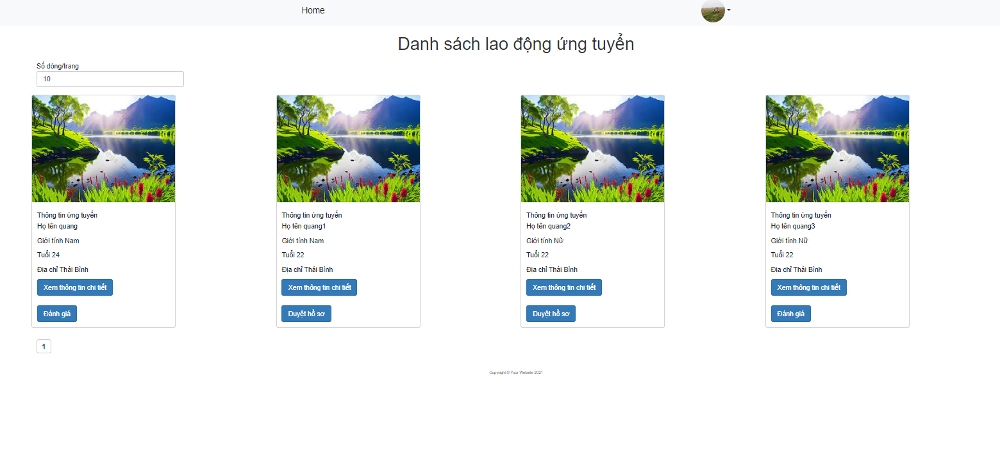 Home
Danh sách lao động ứng tuyển
Số dòng/trang
10
Thông tin ứng tuyển
Họ tên quang
Giới tính Nam
Tuổi 24
Địa chỉ Thái Bình
Xem thông tin chi tiết
Đánh giá
Thông tin ứng tuyển
Họ tên quang1
Giới tính Nam
Tuổi 22
Địa chỉ Thái Bình
Xem thông tin chi tiết
Duyệt hồ sơ
Thông tin ứng tuyển
Họ tên quang2
Giới tính Nữ
Tuổi 22
Địa chỉ Thái Bình
Xem thông tin chi tiết
Duyệt hồ sơ
Thông tin ứng tuyển
Họ tên quang3
Giới tính Nữ
Tuổi 22
Địa chỉ Thái Bình
Xem thông tin chi tiết
Đánh giá
1
Copyright © Your Website 2021